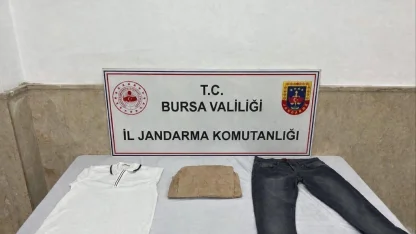 T.C.
BURSA VALİLİĞİ
İL JANDARMA KOMUTANLIĞI